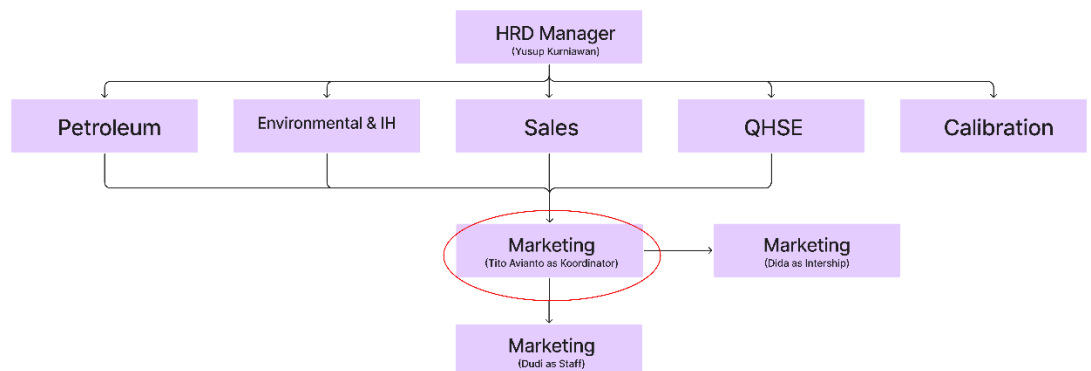 HRD Manager
(Yusup Kurniawan)
Petroleum
Environmental & IH
Sales
QHSE
Calibration
Marketing
(Tito Avianto as Koordinator)
Marketing
(Dida as Intership)
Marketing
(Dudi as Staff)